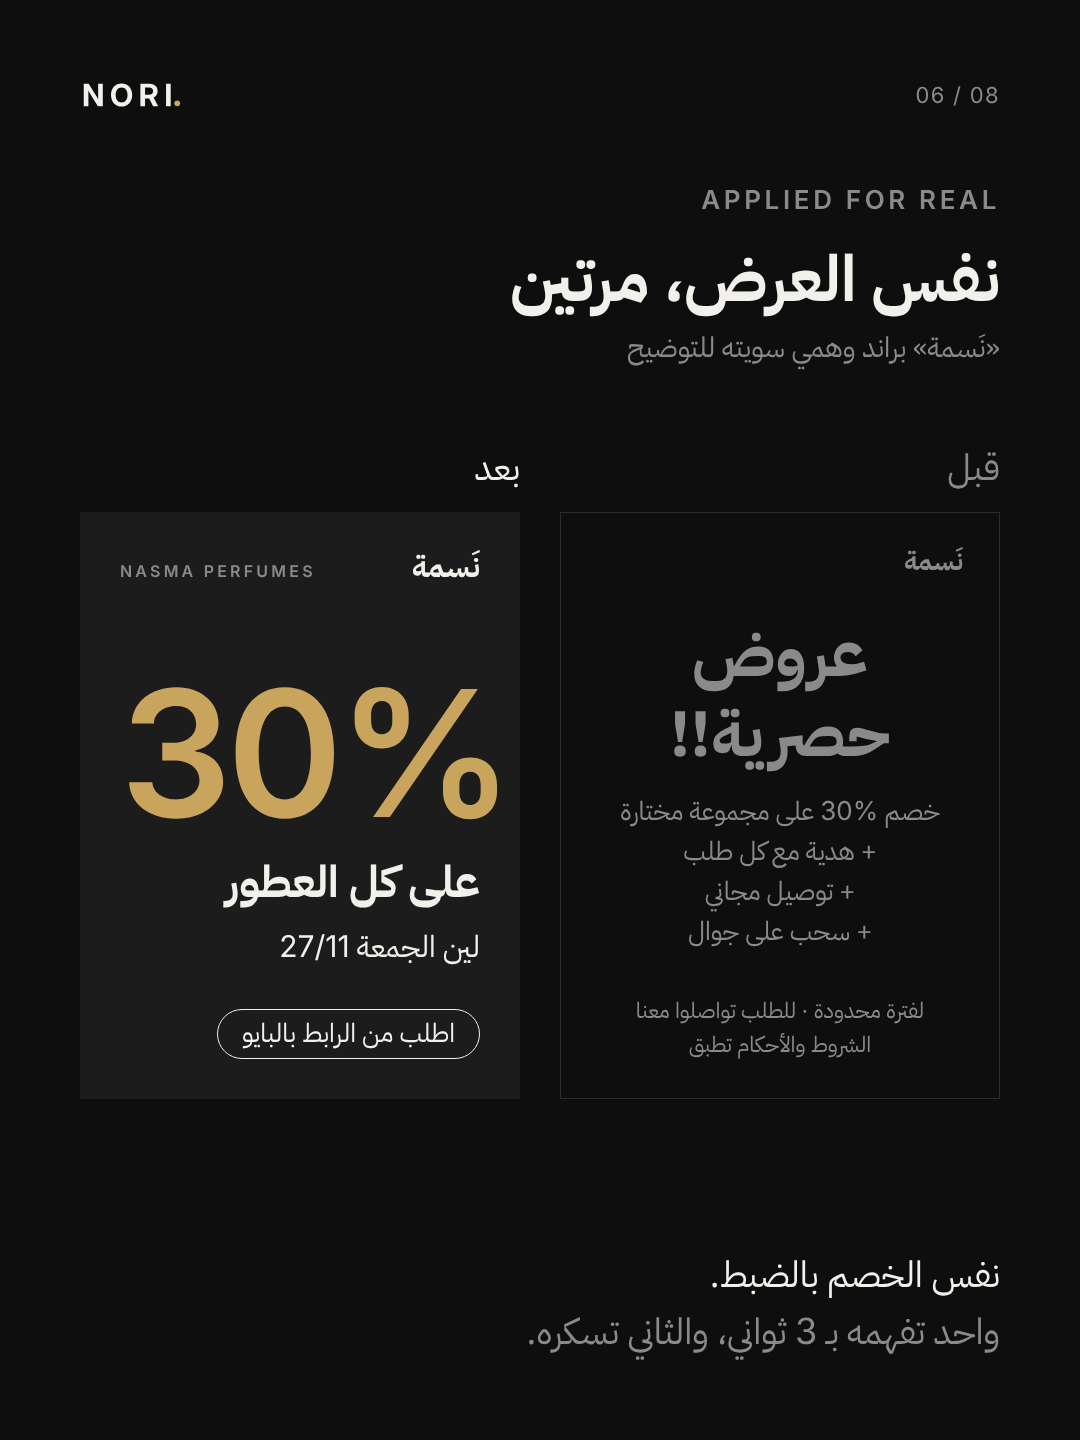 NORI.
06 / 08
APPLIED FOR REAL
نفس العرض، مرتين
«نَسمة» براند وهمي سويته للتوضيح
قبل
نَسمة
عروض
حصرية!!
خصم 30% على مجموعة مختارة
+ هدية مع كل طلب
+ توصيل مجاني
+ سحب على جوال
لفترة محدودة · للطلب تواصلوا معنا
الشروط والأحكام تطبق
بعد
نَسمة
NASMA PERFUMES
30%
على كل العطور
لين الجمعة 27/11
اطلب من الرابط بالبايو
نفس الخصم بالضبط.
واحد تفهمه بـ 3 ثواني، والثاني تسكره.